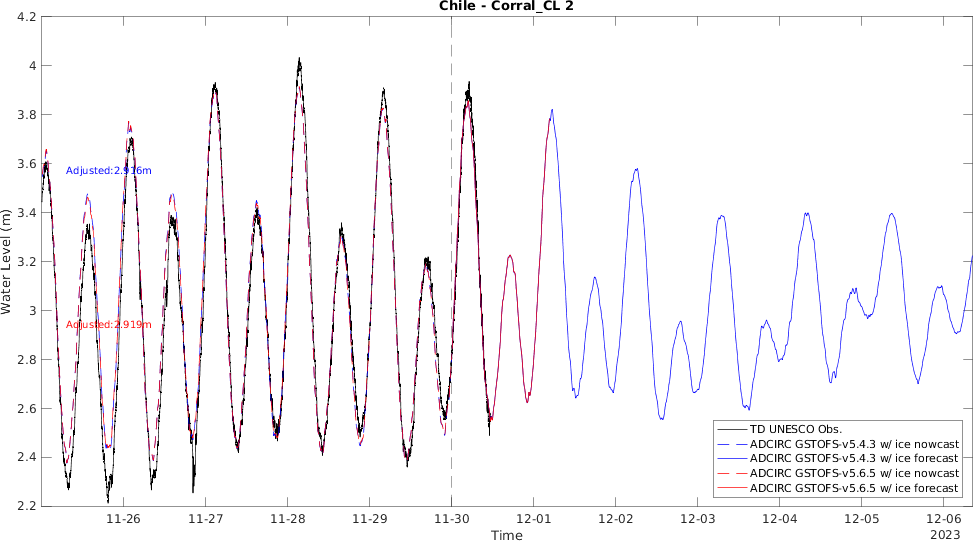 Chile - Corral_CL 2
4.2
4
3.8
3.6
3.4
3.2
3
2.8
2.6
2.4
2.2
Water Level (m)
Adjusted:2.916m
Adjusted:2.919m
TD UNESCO Obs.
ADCIRC GSTOFS-v5.4.3 w/ ice nowcast
ADCIRC GSTOFS-v5.4.3 w/ ice forecast
ADCIRC GSTOFS-v5.6.5 w/ ice nowcast
ADCIRC GSTOFS-v5.6.5 w/ ice forecast
11-26 11-27 11-28 11-29 11-30 12-01 12-02 12-03 12-04 12-05 12-06
Time
2023